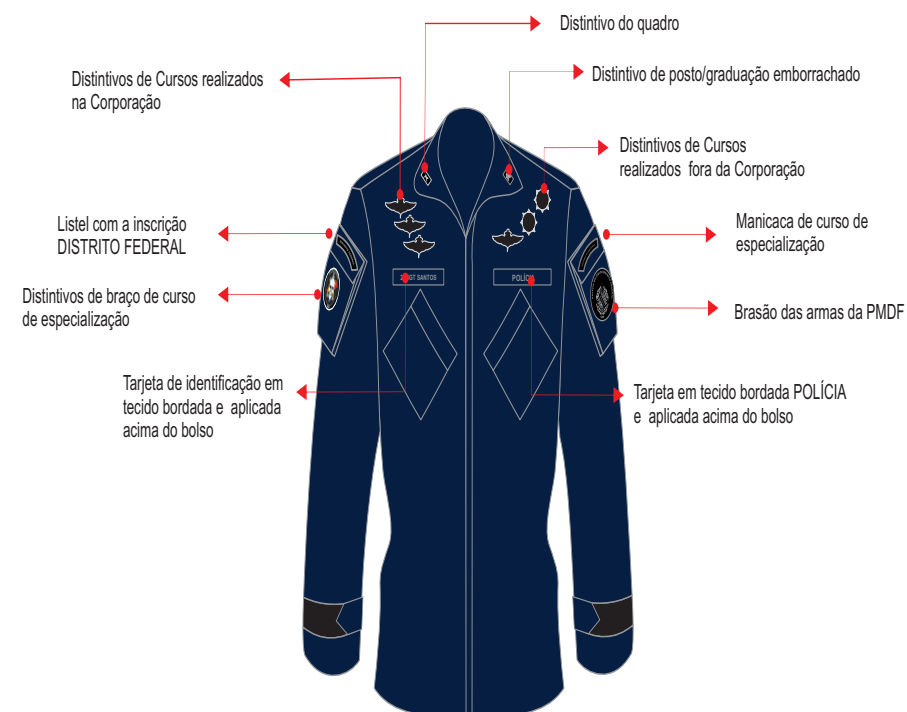 Distintivo do quadro
Distintivos de Cursos realizados
na Corporação
Distintivo de posto/graduação emborrachado
Distintivos de Cursos
realizados fora da Corporação
Listel com a inscrição
DISTRITO FEDERAL
Manicaca de curso de
especialização
SGT SANTOS
POLÍCIA
Distintivos de braço de curso
de especialização
Brasão das armas da PMDF
Tarjeta de identificação em
tecido bordada e aplicada
acima do bolso
Tarjeta em tecido bordada POLÍCIA
e aplicada acima do bolso